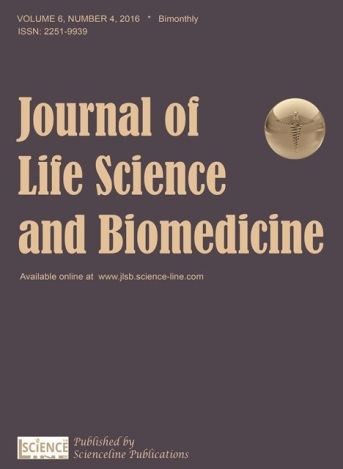 VOLUME 6, NUMBER 4, 2016 * Bimonthly
ISSN: 2251-9939
Journal of
Life Science
and Biomedicine
Available online at www.jlsb.science-line.com
SCIENCE
LINE
Published by
Scienceline Publications